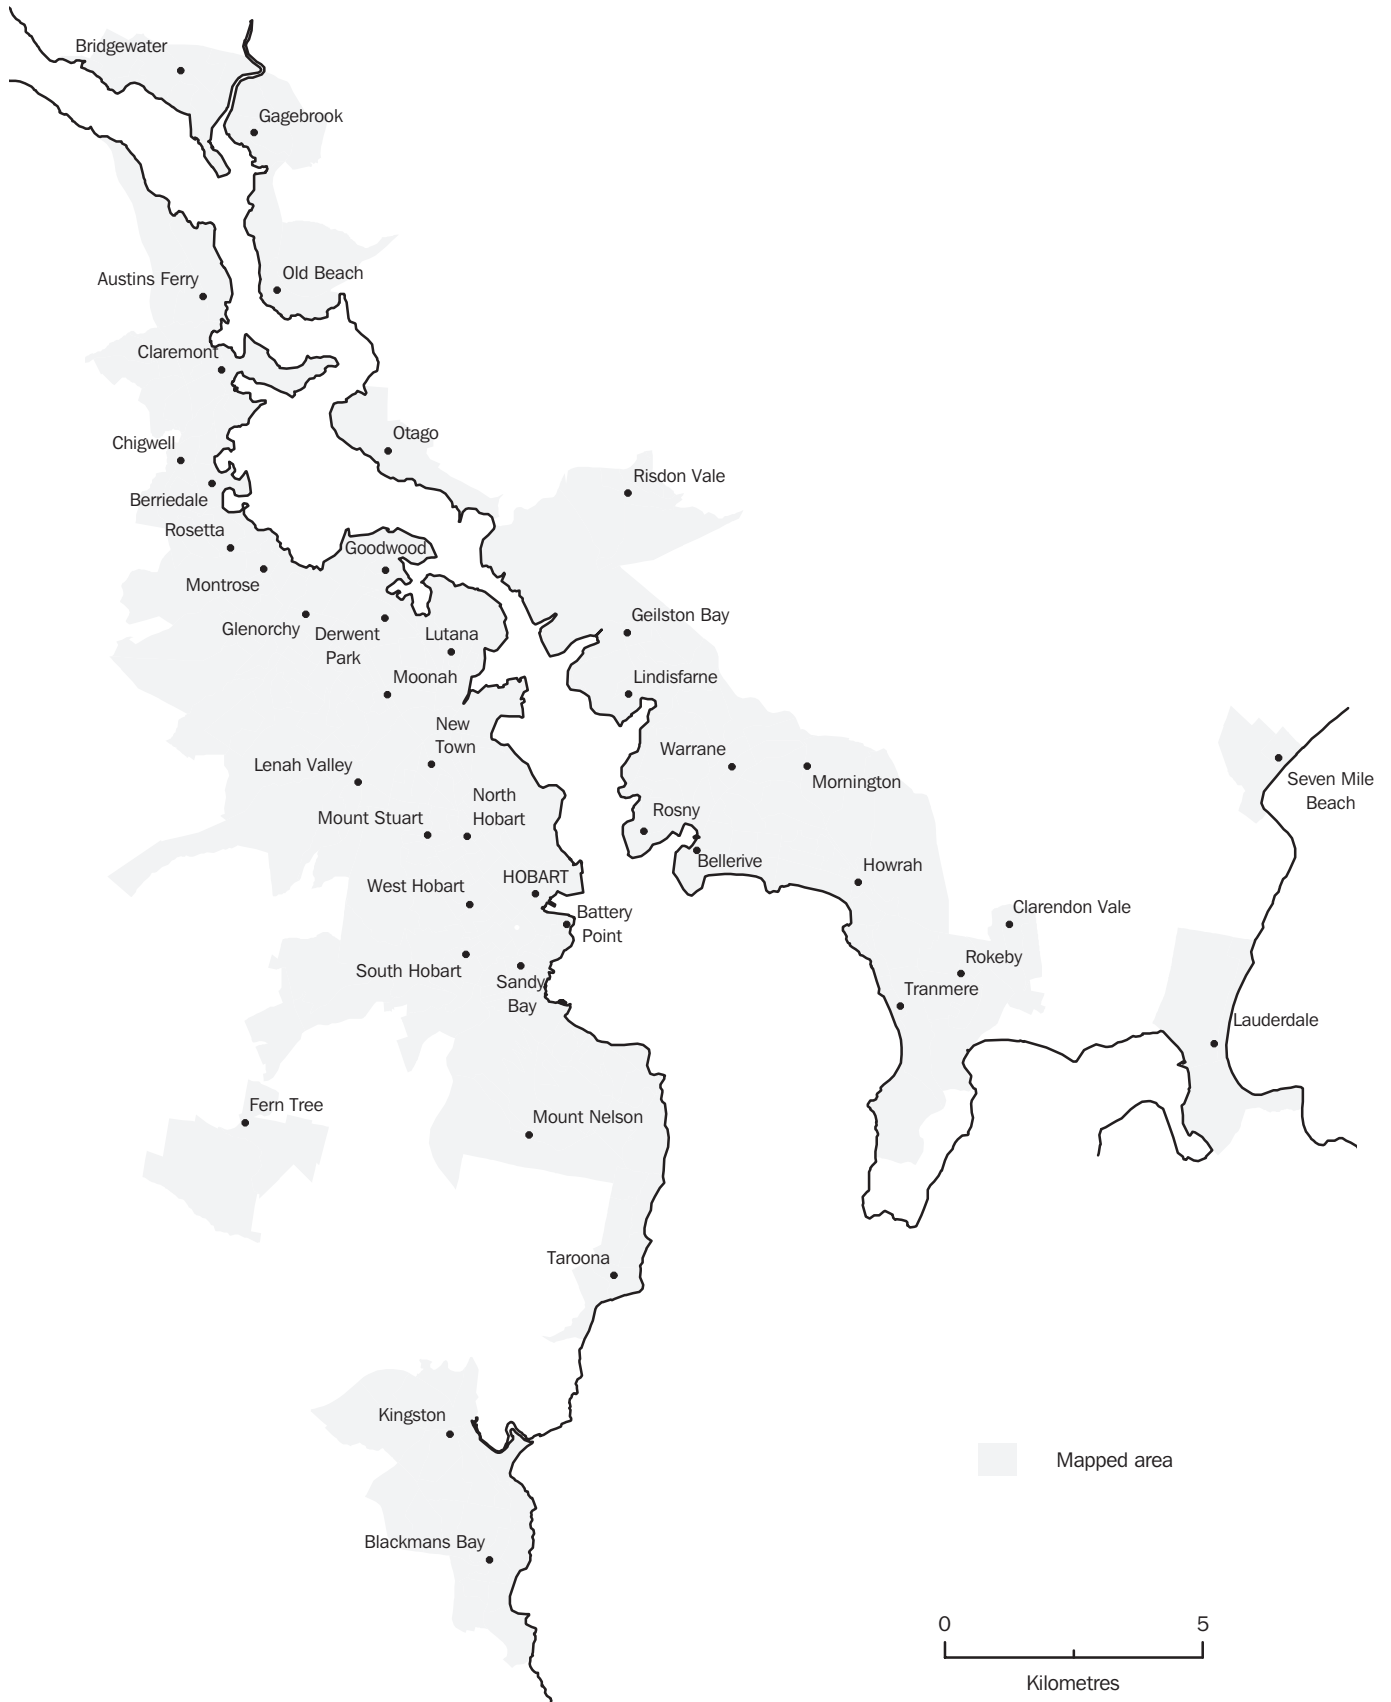 Bridgewater
Gagebrook
Old Beach
Austins Ferry
Claremont
Otago
Chigwell
Risdon Vale
Berriedale
Rosetta
Goodwood
Montrose
Geilston Bay
Glenorchy
Derwent
Park
Lutana
Moonah
Lindisfarne
New
Town
Warrane
Lenah Valley
Mornington
Seven Mile
Beach
North
Hobart
Mount Stuart
Rosny
Bellerive
Howrah
HOBART
West Hobart
Battery
Point
Clarendon Vale
Rokeby
South Hobart
Sandy
Bay
Tranmere
Lauderdale
Fern Tree
Mount Nelson
Taroona
Kingston
Mapped area
Blackmans Bay
0 5
Kilometres